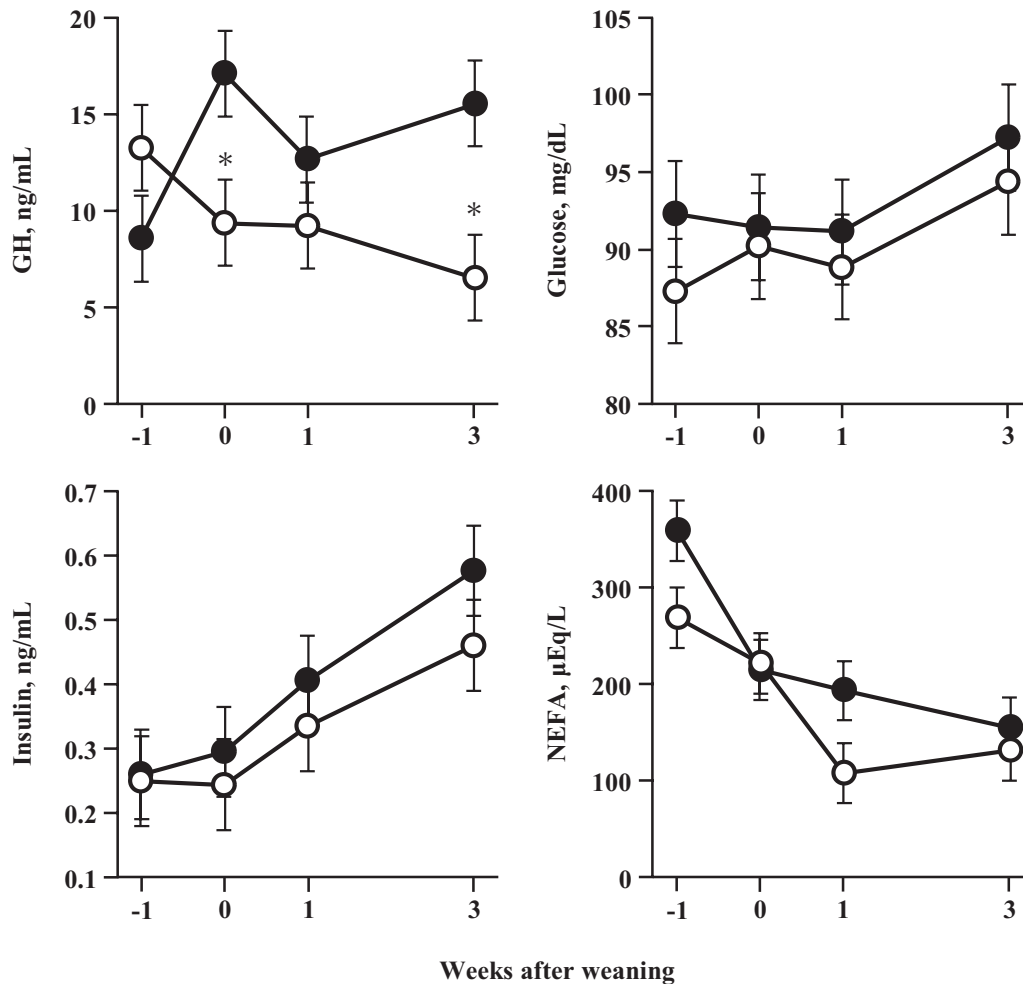 GH, ng/mL
20
15
10
5
0
*
*
-1 0 1 3
Glucose, mg/dL
105
100
95
90
85
80
-1 0 1 3
Insulin, ng/mL
0.7
0.6
0.5
0.4
0.3
0.2
0.1
-1 0 1 3
NEFA, µEq/L
400
300
200
100
0
-1 0 1 3
Weeks after weaning